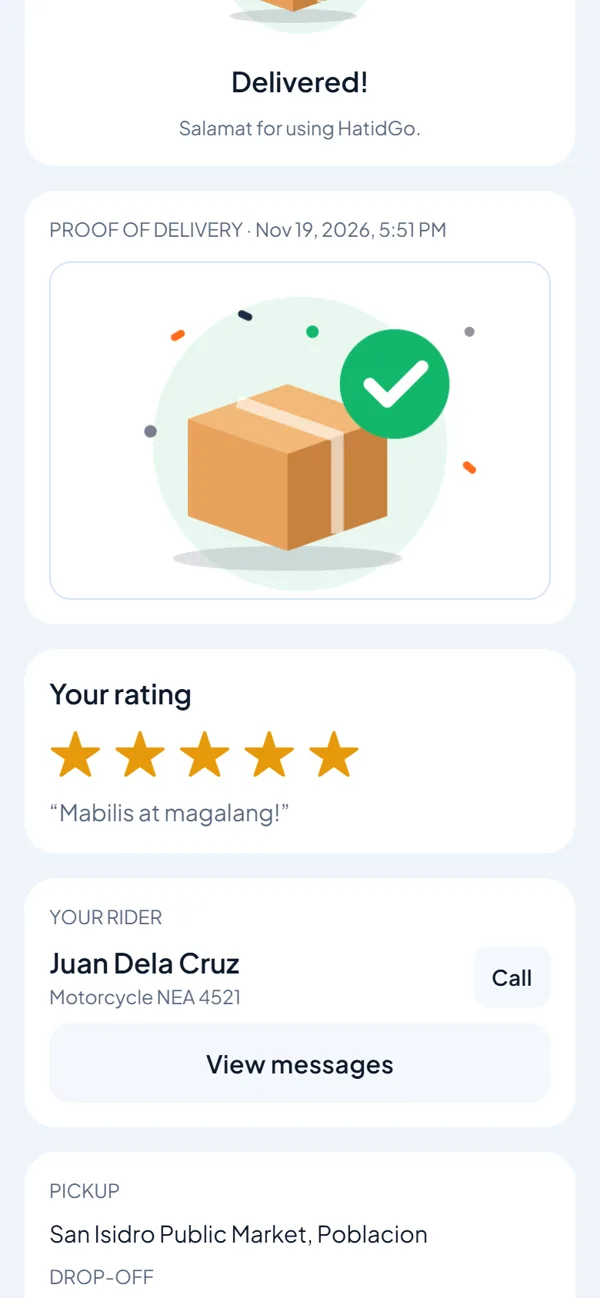 Delivered!
Salamat for using HatidGo.
PROOF OF DELIVERY · Nov 19, 2026, 5:51 PM
Your rating
“Mabilis at magalang!”
YOUR RIDER
Juan Dela Cruz
Motorcycle NEA 4521
Call
View messages
PICKUP
San Isidro Public Market, Poblacion
DROP-OFF